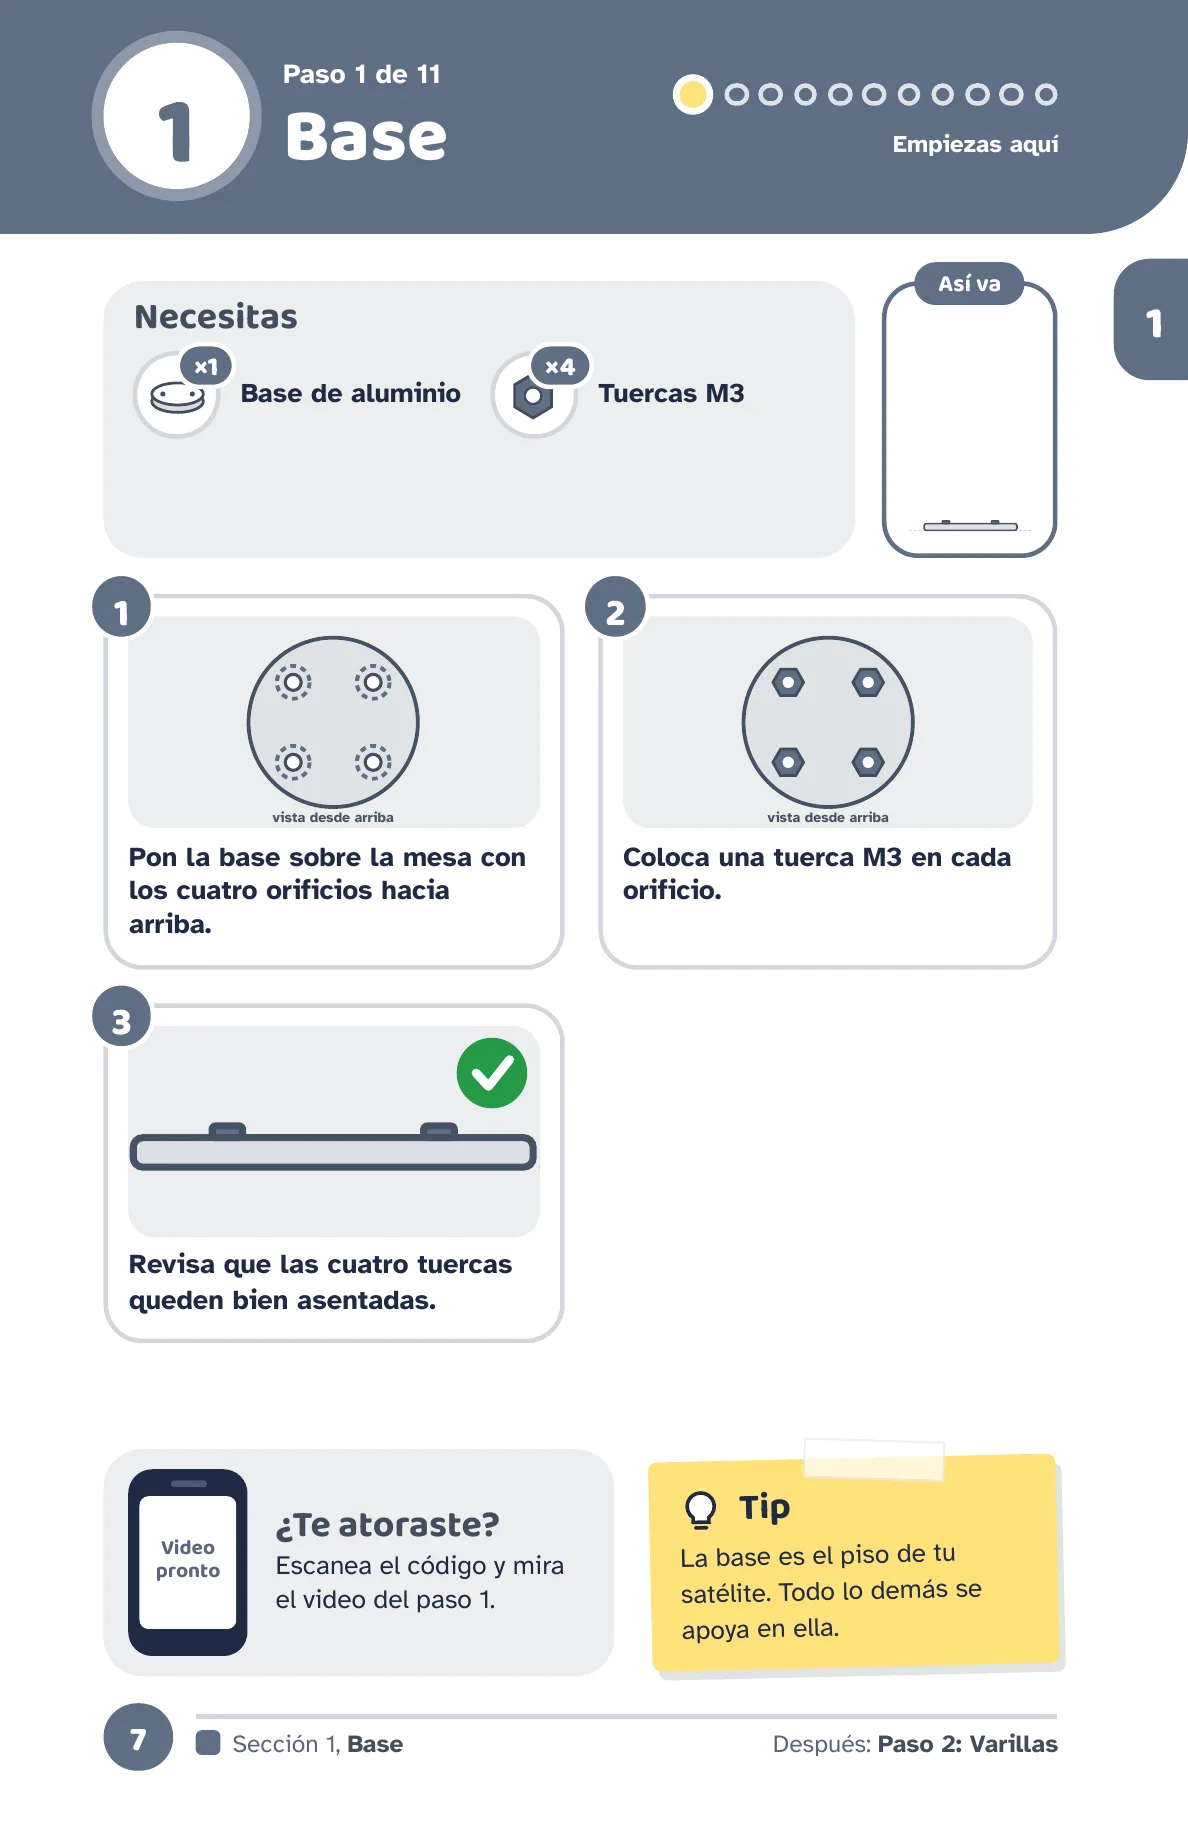 1
Paso 1 de 11
Base
Empiezas aquí
1
Necesitas
×1
Base de aluminio
×4
Tuercas M3
Así va
1
vista desde arriba
Pon la base sobre la mesa con
los cuatro orificios hacia
arriba.
2
vista desde arriba
Coloca una tuerca M3 en cada
orificio.
3
Revisa que las cuatro tuercas
queden bien asentadas.
Video
pronto
¿Te atoraste?
Escanea el código y mira
el video del paso 1.
Tip
La base es el piso de tu
satélite. Todo lo demás se
apoya en ella.
7
Sección 1, Base
Después: Paso 2: Varillas